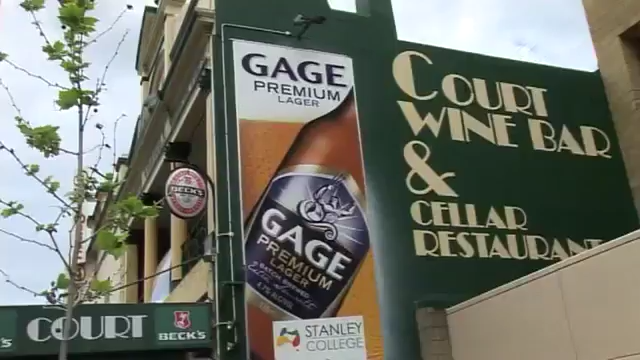 GAGE
PREMIUM
LAGER
COURT
WINE BAR
&
CELLAR
RESTAURANT
BECK'S
GAGE
PREMIUM
LAGER
STANLEY
COLLEGE
COURT
BECK'S